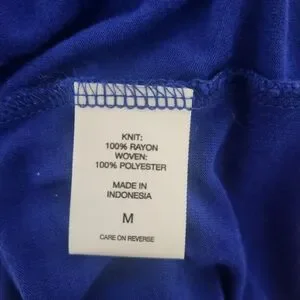 KNIT:
100% RAYON
WOVEN:
100% POLYESTER
MADE IN
INDONESIA
M
CARE ON REVERSE